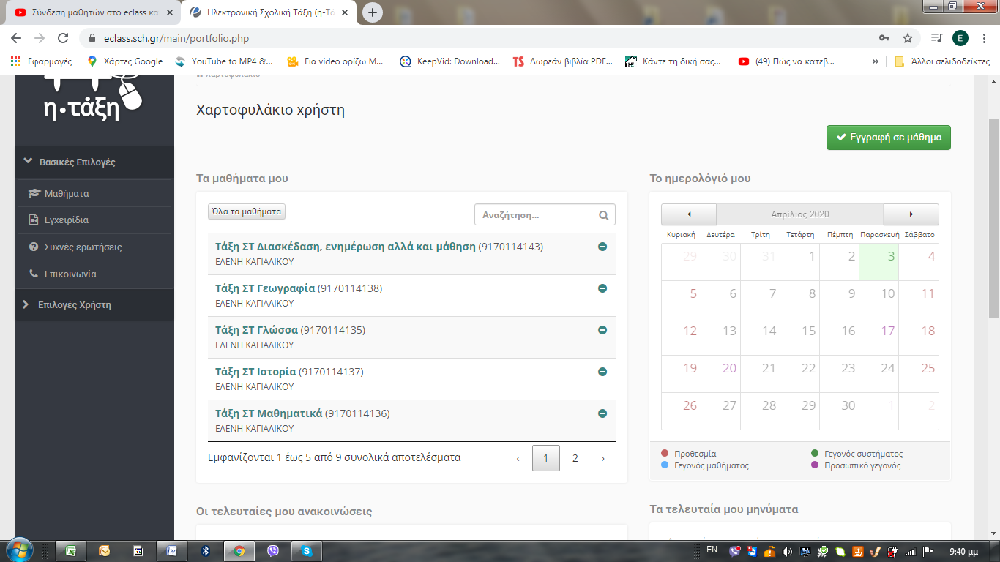 Σύνδεση μαθητών στο eclass κα
Ηλεκτρονική Σχολική Τάξη (η-Τά
eclass.sch.gr/main/portfolio.php
E
Εφαρμογές
Χάρτες Google
YouTube to MP4 &...
Για video ορίζω Μ...
KeepVid: Download...
TS Δωρεάν βιβλία PDF...
Κάντε τη δική σας...
(49) Πώς να κατεβ...
»
Άλλοι σελιδοδείκτες
η·τάξη
Βασικές Επιλογές
Μαθήματα
Εγχειρίδια
Συχνές ερωτήσεις
Επικοινωνία
Επιλογές Χρήστη
Χαρτοφυλάκιο
Χαρτοφυλάκιο χρήστη
Εγγραφή σε μάθημα
Τα μαθήματα μου
Όλα τα μαθήματα
Αναζήτηση...
Τάξη ΣΤ Διασκέδαση, ενημέρωση αλλά και μάθηση (9170114143)
ΕΛΕΝΗ ΚΑΓΙΑΛΙΚΟΥ
Τάξη ΣΤ Γεωγραφία (9170114138)
ΕΛΕΝΗ ΚΑΓΙΑΛΙΚΟΥ
Τάξη ΣΤ Γλώσσα (9170114135)
ΕΛΕΝΗ ΚΑΓΙΑΛΙΚΟΥ
Τάξη ΣΤ Ιστορία (9170114137)
ΕΛΕΝΗ ΚΑΓΙΑΛΙΚΟΥ
Τάξη ΣΤ Μαθηματικά (9170114136)
ΕΛΕΝΗ ΚΑΓΙΑΛΙΚΟΥ
Εμφανίζονται 1 έως 5 από 9 συνολικά αποτελέσματα
‹ 1 2 ›
Οι τελευταίες μου ανακοινώσεις
Το ημερολόγιό μου
Απρίλιος 2020
Κυριακή Δευτέρα Τρίτη Τετάρτη Πέμπτη Παρασκευή Σάββατο
29 30 31 1 2 3 4
5 6 7 8 9 10 11
12 13 14 15 16 17 18
19 20 21 22 23 24 25
26 27 28 29 30 1 2
Προθεσμία
Γεγονός συστήματος
Γεγονός μαθήματος
Προσωπικό γεγονός
Τα τελευταία μου μηνύματα
EN
9:40 μμ